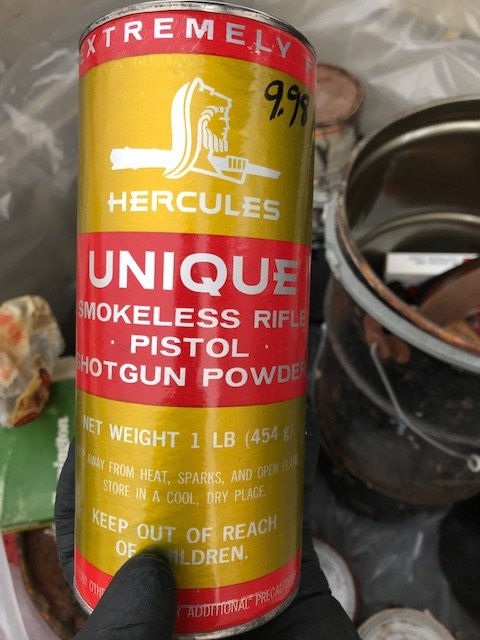 EXTREMELY
9.98
HERCULES
UNIQUE
SMOKELESS RIFLE
· PISTOL ·
SHOTGUN POWDER
NET WEIGHT 1 LB (454 g)
AWAY FROM HEAT, SPARKS, AND OPEN FLAME
STORE IN A COOL, DRY PLACE.
KEEP OUT OF REACH
OF CHILDREN.
ADDITIONAL PRECAUTIONS